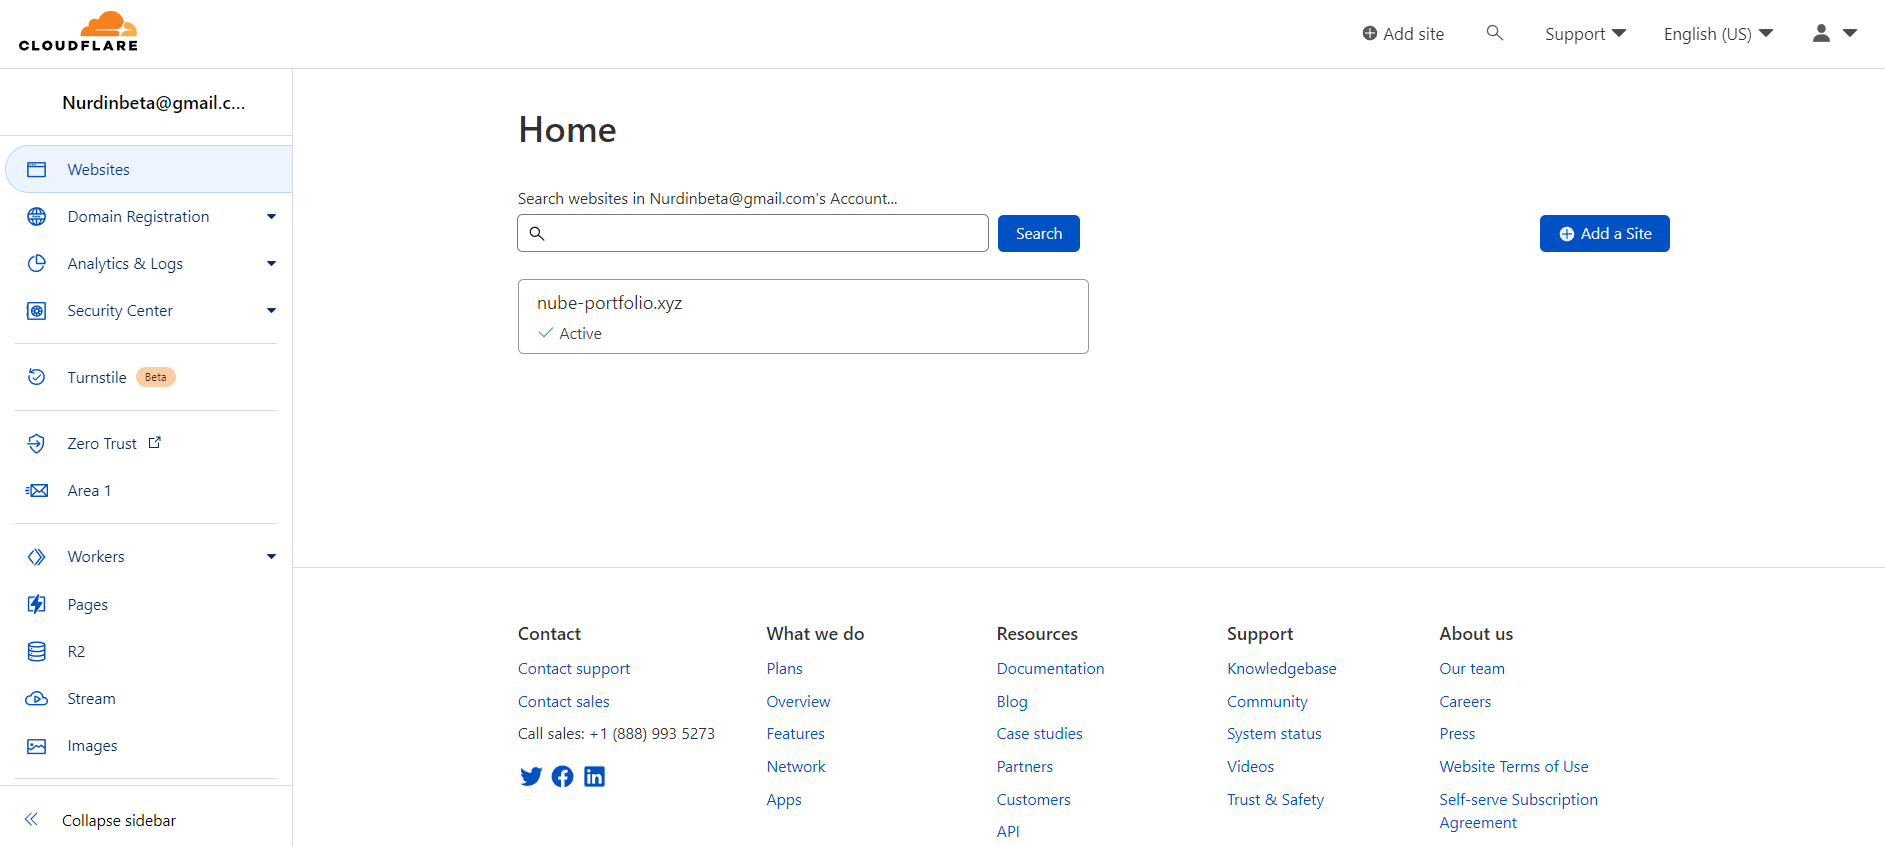 CLOUDFLARE
Add site
Support
English (US)
Nurdinbeta@gmail.c...
Websites
Domain Registration
Analytics & Logs
Security Center
Turnstile Beta
Zero Trust
Area 1
Workers
Pages
R2
Stream
Images
Collapse sidebar
Home
Search websites in Nurdinbeta@gmail.com's Account...
Search
Add a Site
nube-portfolio.xyz
Active
Contact
Contact support
Contact sales
Call sales: +1 (888) 993 5273
What we do
Plans
Overview
Features
Network
Apps
Resources
Documentation
Blog
Case studies
Partners
Customers
API
Support
Knowledgebase
Community
System status
Videos
Trust & Safety
About us
Our team
Careers
Press
Website Terms of Use
Self-serve Subscription
Agreement